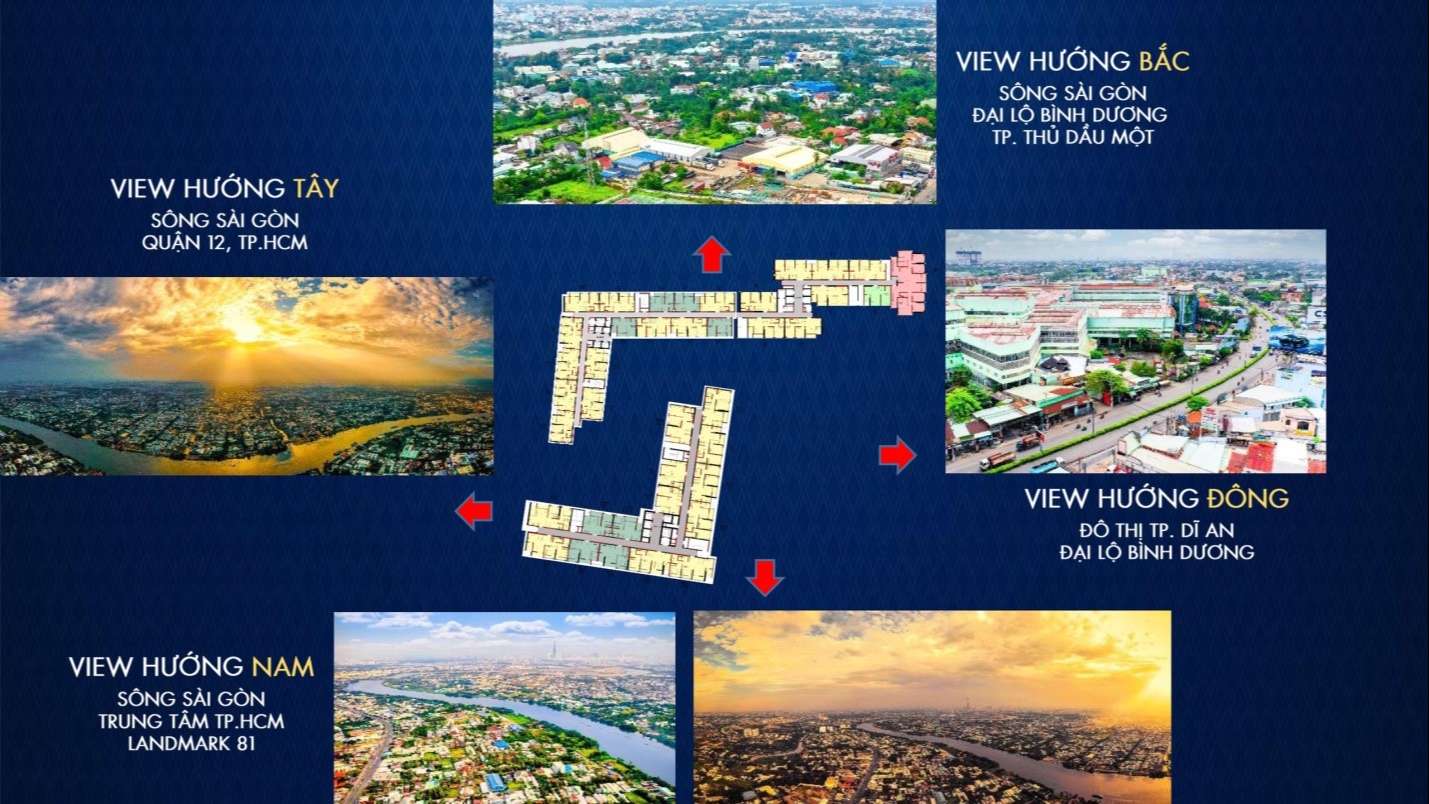 VIEW HƯỚNG BẮC
SÔNG SÀI GÒN
ĐẠI LỘ BÌNH DƯƠNG
TP. THỦ DẦU MỘT
VIEW HƯỚNG TÂY
SÔNG SÀI GÒN
QUẬN 12, TP.HCM
VIEW HƯỚNG ĐÔNG
ĐÔ THỊ TP. DĨ AN
ĐẠI LỘ BÌNH DƯƠNG
VIEW HƯỚNG NAM
SÔNG SÀI GÒN
TRUNG TÂM TP.HCM
LANDMARK 81